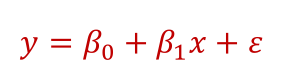 y = β₀ + β₁x + ε